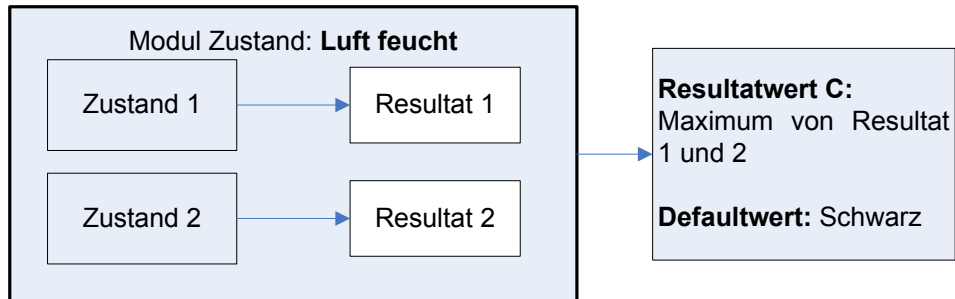 Modul Zustand: Luft feucht
Zustand 1
Resultat 1
Zustand 2
Resultat 2
Resultatwert C:
Maximum von Resultat
1 und 2
Defaultwert: Schwarz